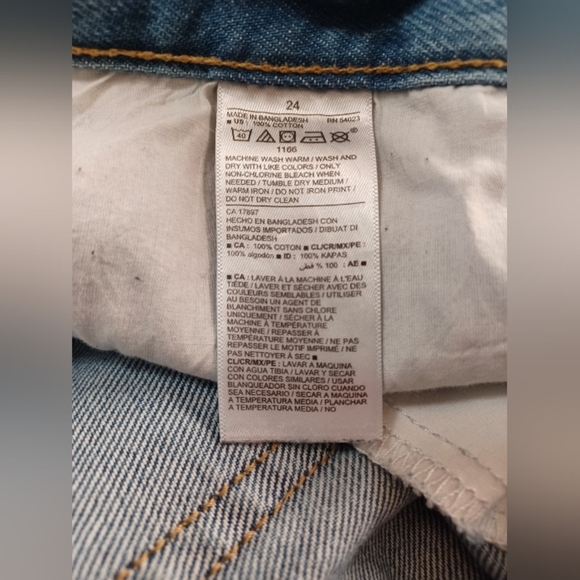 24
MADE IN BANGLADESH RN 54023
■ US : 100% COTTON
40
1166
MACHINE WASH WARM / WASH AND
DRY WITH LIKE COLORS / ONLY
NON-CHLORINE BLEACH WHEN
NEEDED / TUMBLE DRY MEDIUM /
WARM IRON / DO NOT IRON PRINT /
DO NOT DRY CLEAN
CA 17897
HECHO EN BANGLADESH CON
INSUMOS IMPORTADOS / DIBUAT DI
BANGLADESH
■ CA : 100% COTON ■ CL/CR/MX/PE :
100% algodón ■ ID : 100% KAPAS
■ AE : 100 % قطن
■ CA : LAVER À LA MACHINE À L'EAU
TIÈDE / LAVER ET SÉCHER AVEC DES
COULEURS SEMBLABLES / UTILISER
AU BESOIN UN AGENT DE
BLANCHIMENT SANS CHLORE
UNIQUEMENT / SÉCHER À LA
MACHINE À TEMPÉRATURE
MOYENNE / REPASSER À
TEMPÉRATURE MOYENNE / NE PAS
REPASSER LE MOTIF IMPRIMÉ / NE
PAS NETTOYER À SEC ■
CL/CR/MX/PE : LAVAR A MAQUINA
CON AGUA TIBIA / LAVAR Y SECAR
CON COLORES SIMILARES / USAR
BLANQUEADOR SIN CLORO CUANDO
SEA NECESARIO / SECAR A MAQUINA
A TEMPERATURA MEDIA / PLANCHAR
A TEMPERATURA MEDIA / NO